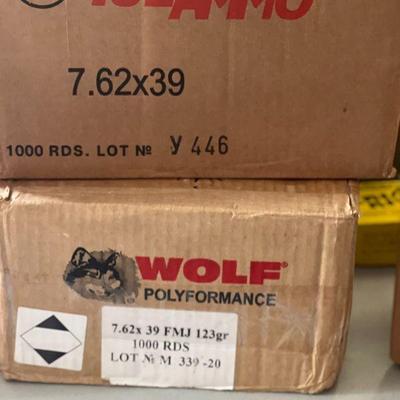 AMMO
7.62x39
1000 RDS. LOT № У 446
WOLF®
POLYFORMANCE
7.62x 39 FMJ 123gr
1000 RDS
LOT № M 339 -20